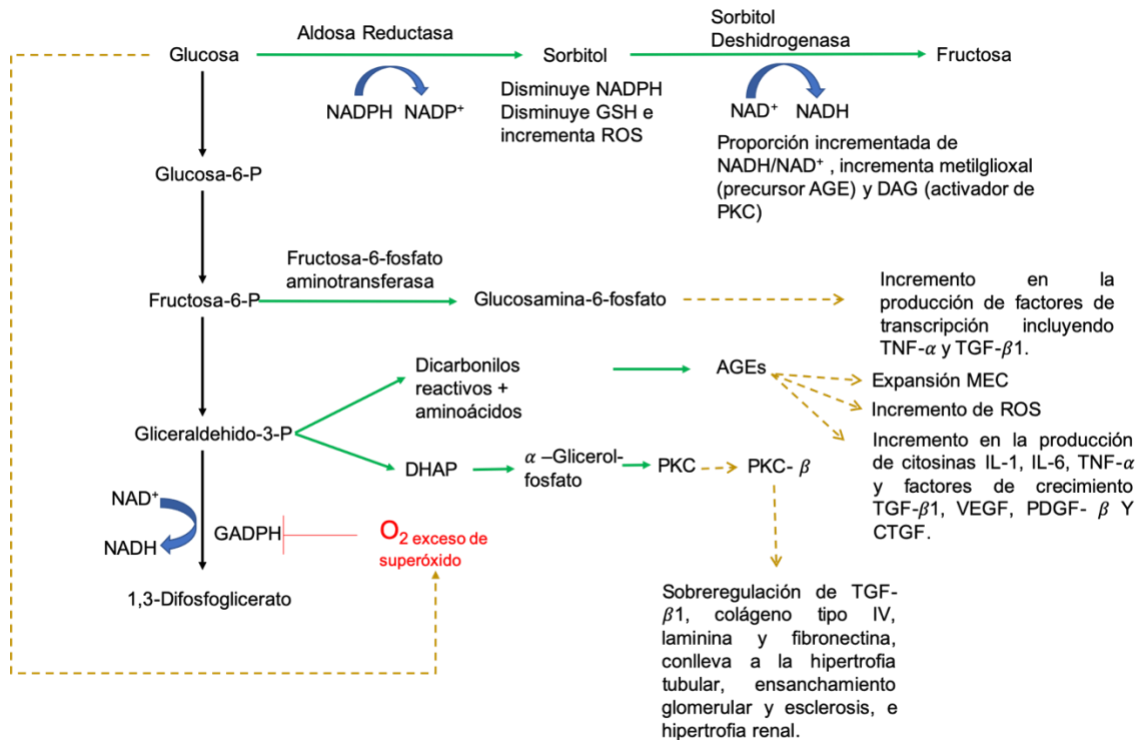 Glucosa
Aldosa Reductasa
Sorbitol
Sorbitol
Deshidrogenasa
Fructosa
NADPH NADP⁺
Disminuye NADPH
Disminuye GSH e
incrementa ROS
NAD⁺ NADH
Proporción incrementada de
NADH/NAD⁺ , incrementa metilglioxal
(precursor AGE) y DAG (activador de
PKC)
Glucosa-6-P
Fructosa-6-P
Fructosa-6-fosfato
aminotransferasa
Glucosamina-6-fosfato
Incremento en la
producción de factores de
transcripción incluyendo
TNF-α y TGF-β1.
Gliceraldehido-3-P
Dicarbonilos
reactivos +
aminoácidos
AGEs
Expansión MEC
Incremento de ROS
Incremento en la producción
de citosinas IL-1, IL-6, TNF-α
y factores de crecimiento
TGF-β1, VEGF, PDGF- β Y
CTGF.
DHAP
α –Glicerol-
fosfato
PKC
PKC- β
NAD⁺
NADH
GADPH
O₂ exceso de
superóxido
1,3-Difosfoglicerato
Sobreregulación de TGF-
β1, colágeno tipo IV,
laminina y fibronectina,
conlleva a la hipertrofia
tubular, ensanchamiento
glomerular y esclerosis, e
hipertrofia renal.